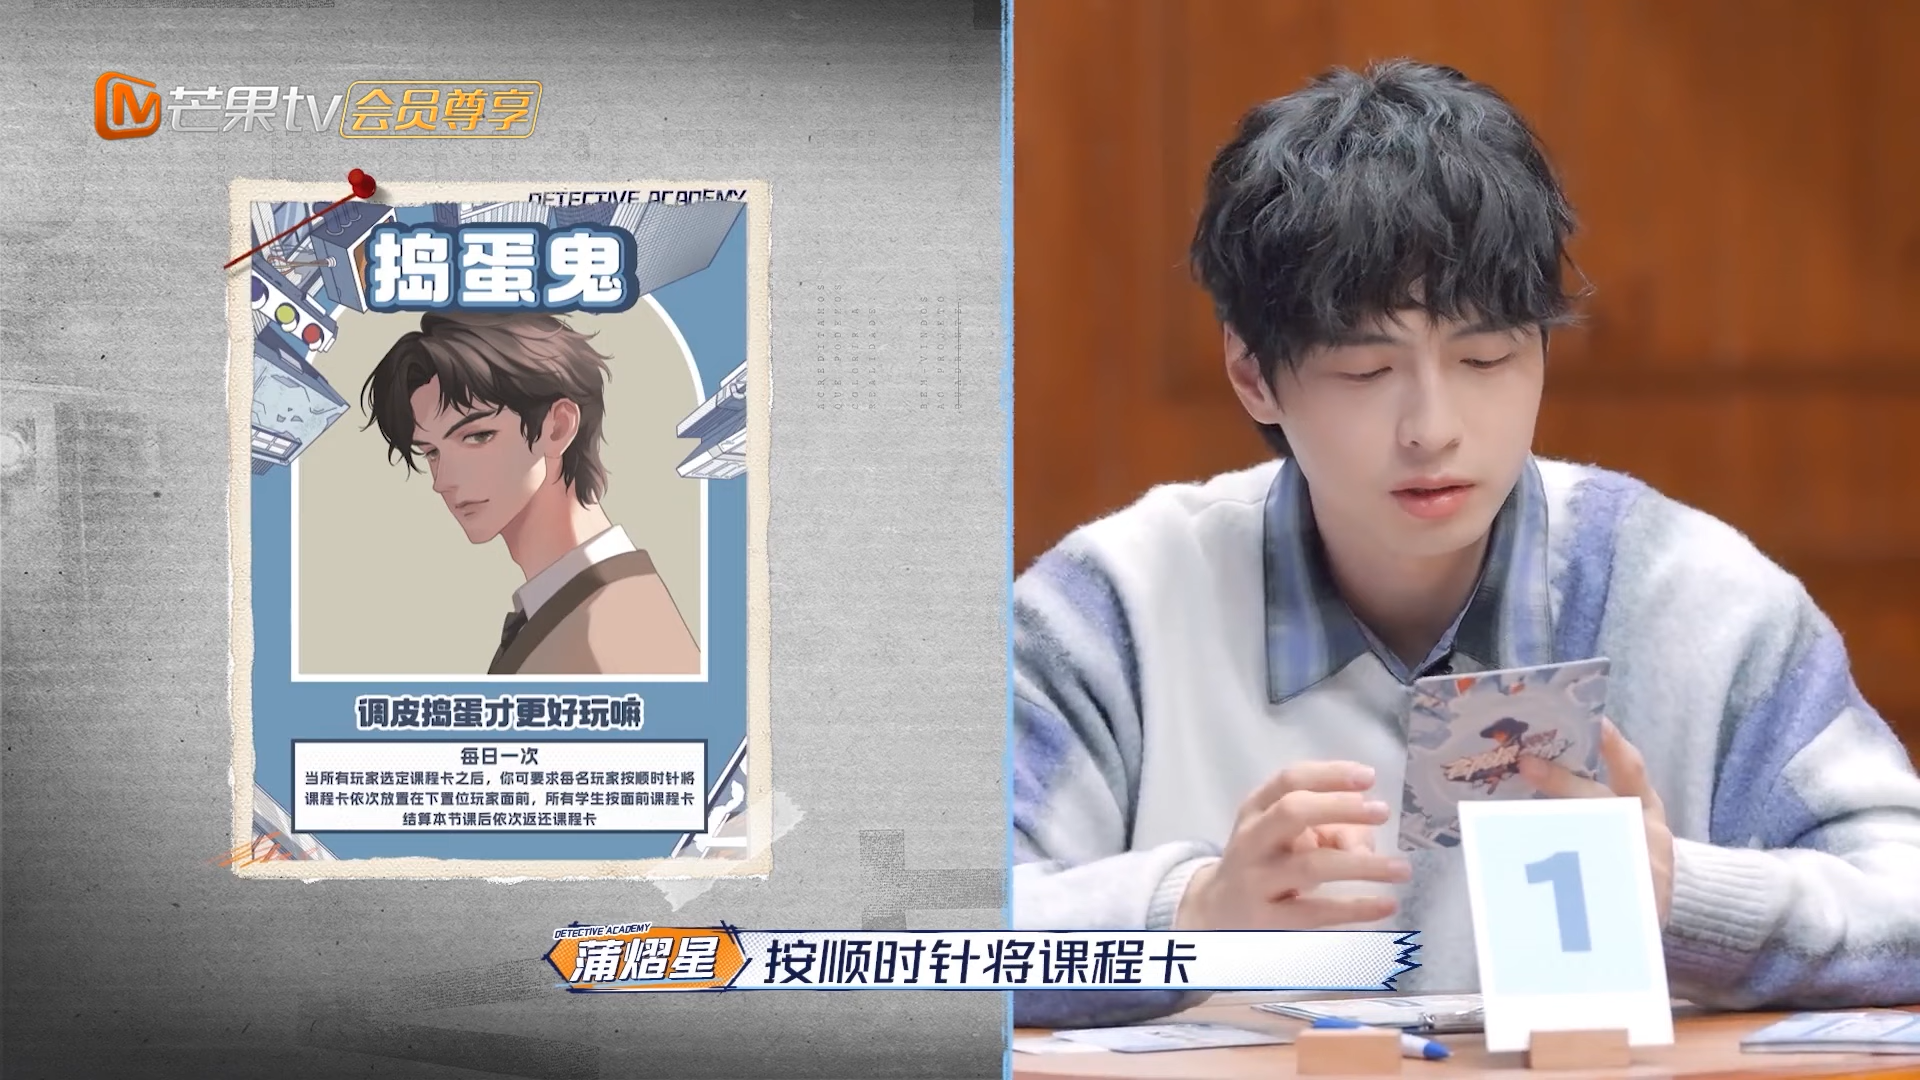 芒果tv 会员尊享
DETECTIVE ACADEMY
捣蛋鬼
调皮捣蛋才更好玩嘛
每日一次
当所有玩家选定课程卡之后，你可要求每名玩家按顺时针将
课程卡依次放置在下置位玩家面前，所有学生按面前课程卡
结算本节课后依次返还课程卡
1
DETECTIVE ACADEMY
蒲熠星 按顺时针将课程卡